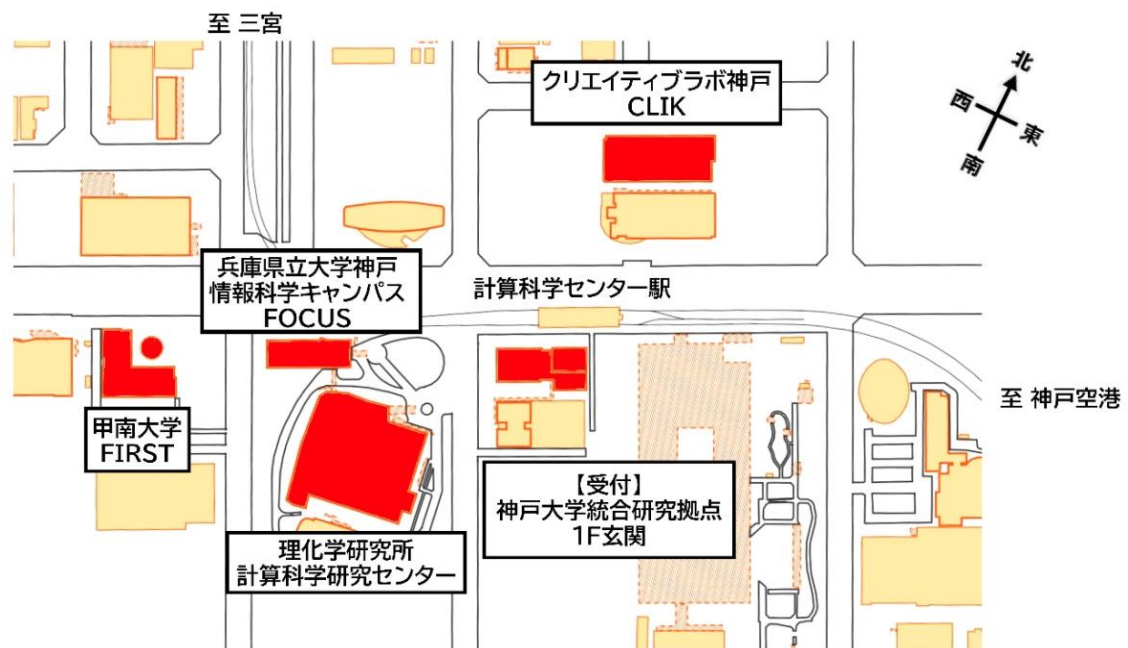 至 三宮
クリエイティブラボ神戸
CLIK
北
西
東
南
兵庫県立大学神戸
情報科学キャンパス
FOCUS
計算科学センター駅
至 神戸空港
甲南大学
FIRST
【受付】
神戸大学統合研究拠点
1F玄関
理化学研究所
計算科学研究センター